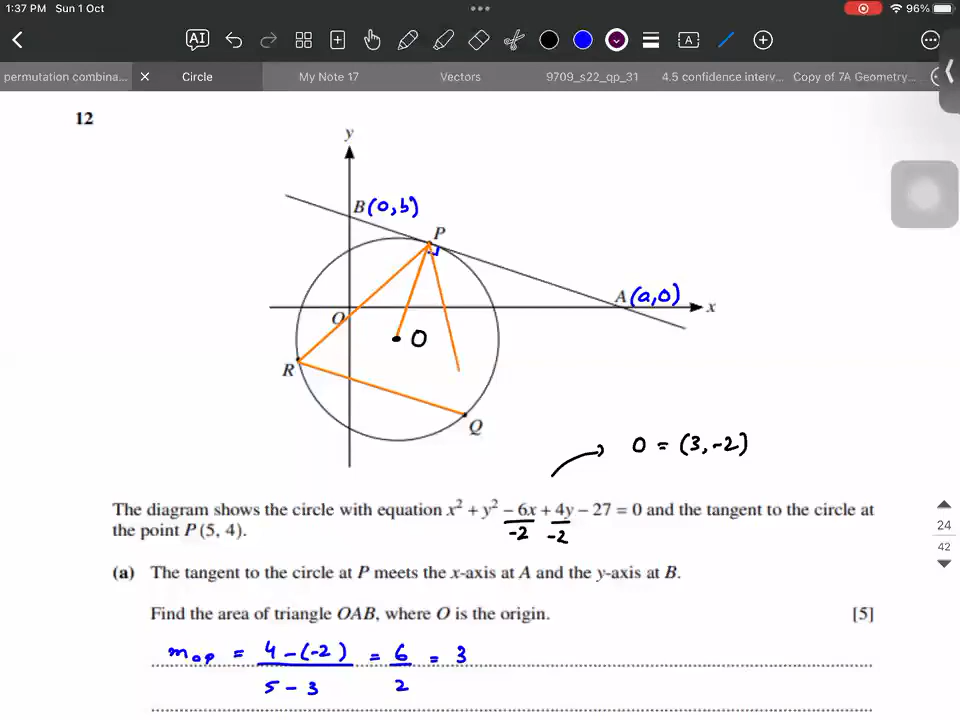 1:37 PM Sun 1 Oct
96%
AI
A
permutation combina...
Circle
My Note 17
Vectors
9709_s22_qp_31
4.5 confidence interv...
Copy of 7A Geometry...
12
y
B(0,b)
P
A(a,0)
x
O
O
R
Q
O = (3,-2)
The diagram shows the circle with equation x² + y² − 6x + 4y − 27 = 0 and the tangent to the circle at
-2 -2
the point P (5, 4).
24
42
(a) The tangent to the circle at P meets the x-axis at A and the y-axis at B.
Find the area of triangle OAB, where O is the origin. [5]
m_OP = 4-(-2) / 5-3 = 6/2 = 3